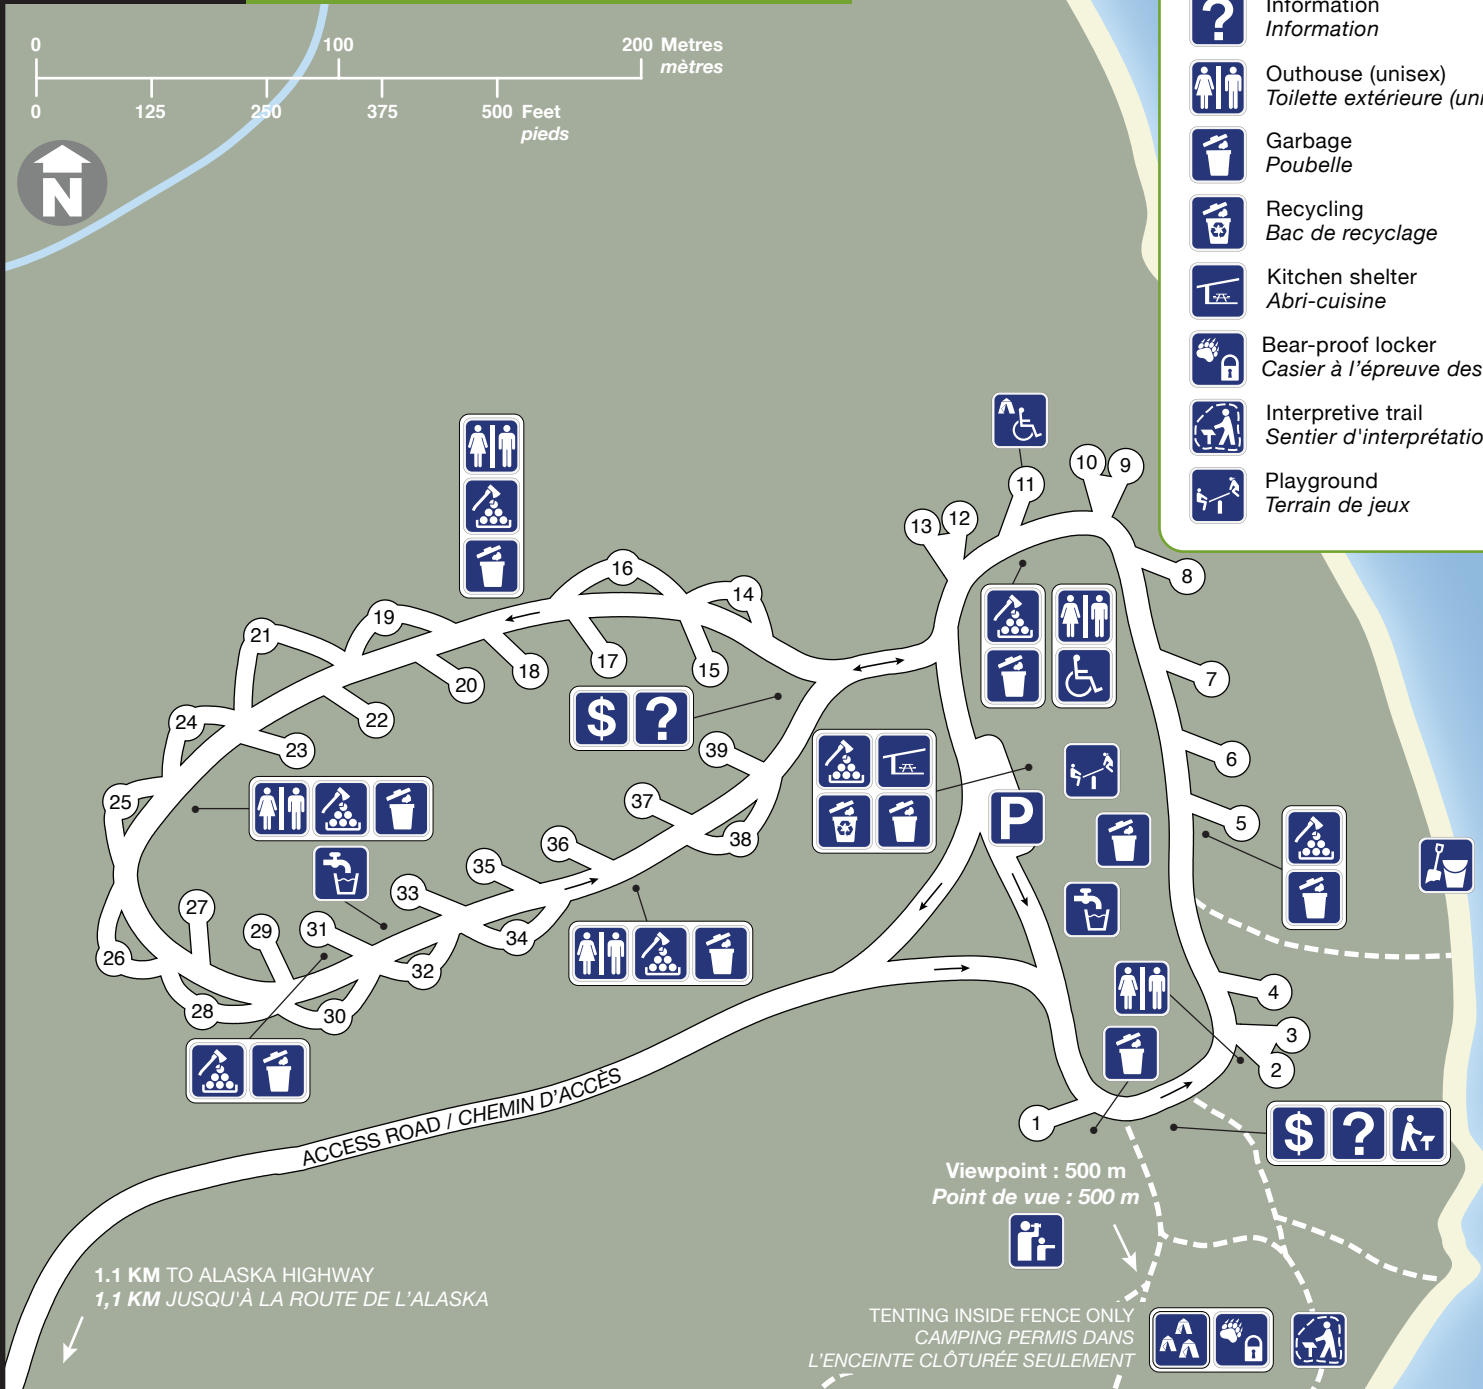 0 100 200 Metres
mètres
0 125 250 375 500 Feet
pieds
N
Information
Information
Outhouse (unisex)
Toilette extérieure (uni
Garbage
Poubelle
Recycling
Bac de recyclage
Kitchen shelter
Abri-cuisine
Bear-proof locker
Casier à l'épreuve des
Interpretive trail
Sentier d'interprétatio
Playground
Terrain de jeux
10
9
11
13
12
8
16
14
19
21
17
15
18
20
7
24
22
23
$ ?
39
6
25
37
38
5
P
36
35
33
27
29
31
34
26
32
28
30
4
3
2
1
ACCESS ROAD / CHEMIN D'ACCÈS
$ ?
Viewpoint : 500 m
Point de vue : 500 m
1.1 KM TO ALASKA HIGHWAY
1,1 KM JUSQU'À LA ROUTE DE L'ALASKA
TENTING INSIDE FENCE ONLY
CAMPING PERMIS DANS
L'ENCEINTE CLÔTURÉE SEULEMENT